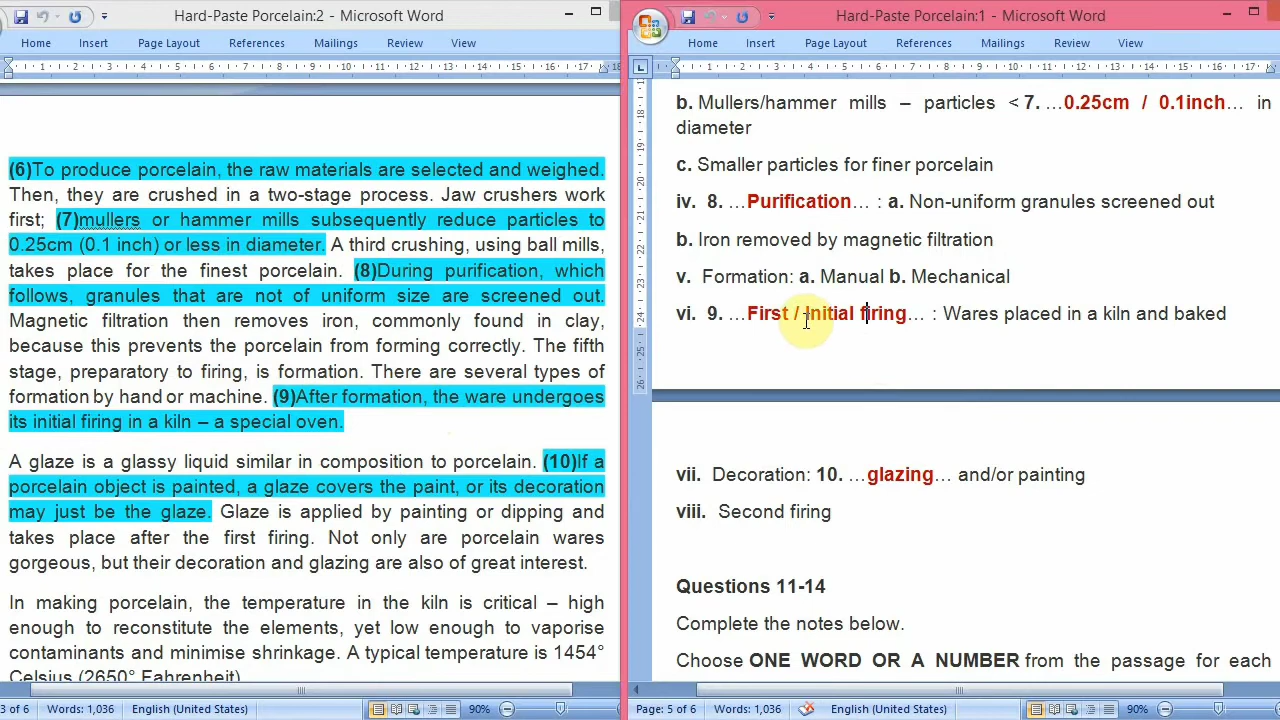 Hard-Paste Porcelain:2 - Microsoft Word
Home Insert Page Layout References Mailings Review View
(6)To produce porcelain, the raw materials are selected and weighed.
Then, they are crushed in a two-stage process. Jaw crushers work
first; (7)mullers or hammer mills subsequently reduce particles to
0.25cm (0.1 inch) or less in diameter. A third crushing, using ball mills,
takes place for the finest porcelain. (8)During purification, which
follows, granules that are not of uniform size are screened out.
Magnetic filtration then removes iron, commonly found in clay,
because this prevents the porcelain from forming correctly. The fifth
stage, preparatory to firing, is formation. There are several types of
formation by hand or machine. (9)After formation, the ware undergoes
its initial firing in a kiln – a special oven.
A glaze is a glassy liquid similar in composition to porcelain. (10)If a
porcelain object is painted, a glaze covers the paint, or its decoration
may just be the glaze. Glaze is applied by painting or dipping and
takes place after the first firing. Not only are porcelain wares
gorgeous, but their decoration and glazing are also of great interest.
In making porcelain, the temperature in the kiln is critical – high
enough to reconstitute the elements, yet low enough to vaporise
contaminants and minimise shrinkage. A typical temperature is 1454°
Celsius (2650° Fahrenheit)
3 of 6 Words: 1,036 English (United States) 90%
Hard-Paste Porcelain:1 - Microsoft Word
Home Insert Page Layout References Mailings Review View
b. Mullers/hammer mills – particles < 7. …0.25cm / 0.1inch… in
diameter
c. Smaller particles for finer porcelain
iv. 8. …Purification… : a. Non-uniform granules screened out
b. Iron removed by magnetic filtration
v. Formation: a. Manual b. Mechanical
vi. 9. …First / Initial firing… : Wares placed in a kiln and baked
vii. Decoration: 10. …glazing… and/or painting
viii. Second firing
Questions 11-14
Complete the notes below.
Choose ONE WORD OR A NUMBER from the passage for each
Page: 5 of 6 Words: 1,036 English (United States) 90%